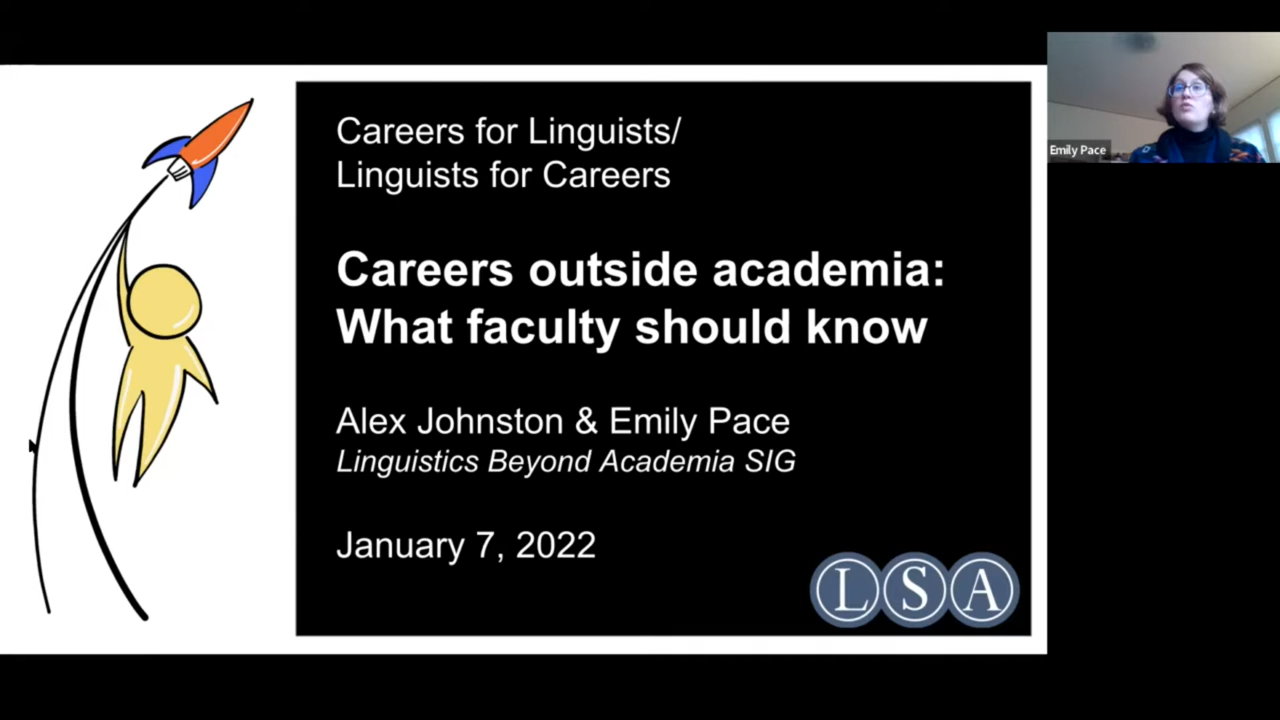 Careers for Linguists/
Linguists for Careers
Careers outside academia:
What faculty should know
Alex Johnston & Emily Pace
Linguistics Beyond Academia SIG
January 7, 2022
LSA
Emily Pace